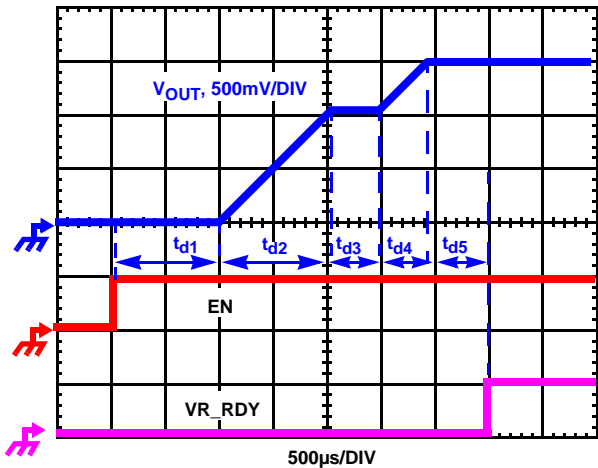 VOUT, 500mV/DIV
td1 td2 td3 td4 td5
EN
VR_RDY
500µs/DIV